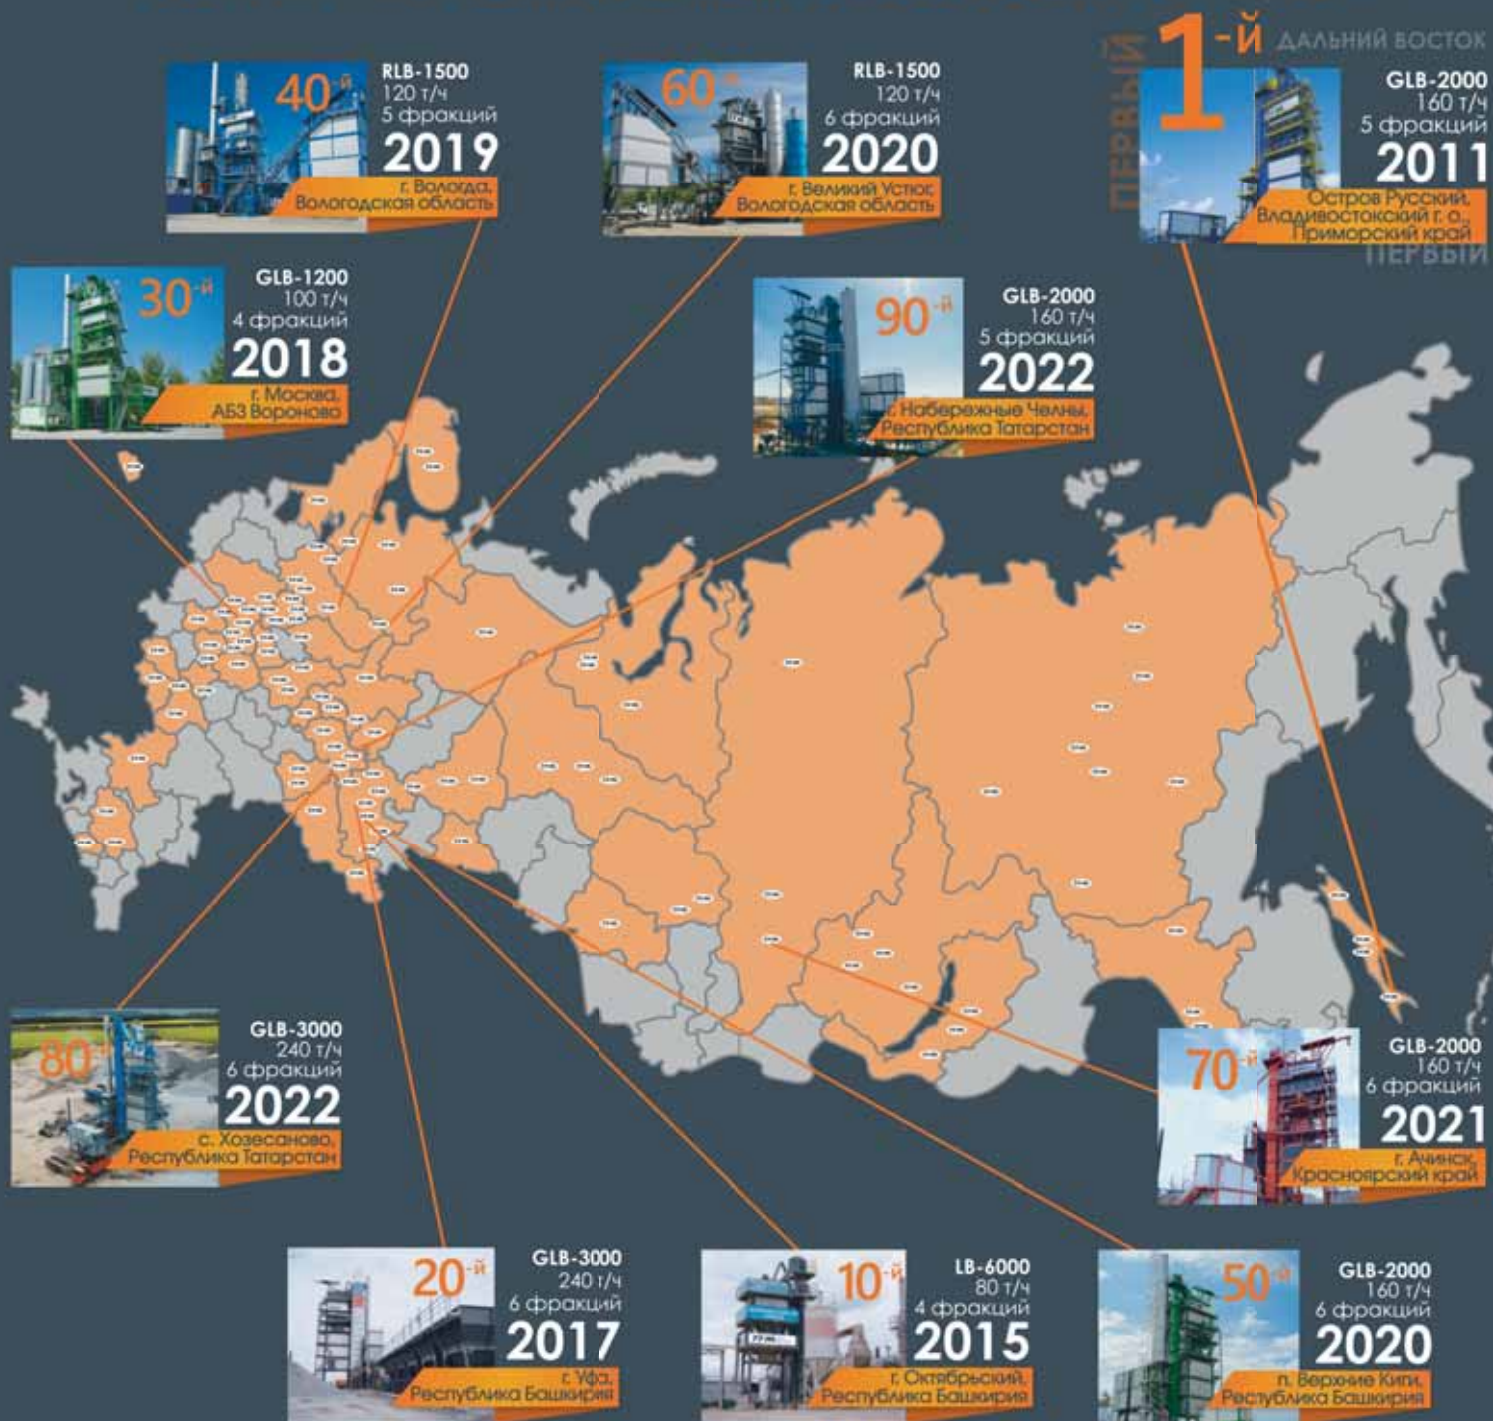 ПЕРВЫЙ
1-й
ДАЛЬНИЙ ВОСТОК
GLB-2000
160 т/ч
5 фракций
2011
Остров Русский,
Владивостокский г. о.,
Приморский край
ПЕРВЫЙ
40-й
RLB-1500
120 т/ч
5 фракций
2019
г. Вологда,
Вологодская область
60-й
RLB-1500
120 т/ч
6 фракций
2020
г. Великий Устюг,
Вологодская область
30-й
GLB-1200
100 т/ч
4 фракций
2018
г. Москва,
АБЗ Вороново
90-й
GLB-2000
160 т/ч
5 фракций
2022
г. Набережные Челны,
Республика Татарстан
80
GLB-3000
240 т/ч
6 фракций
2022
с. Хозесаново,
Республика Татарстан
70-й
GLB-2000
160 т/ч
6 фракций
2021
г. Ачинск,
Красноярский край
20-й
GLB-3000
240 т/ч
6 фракций
2017
г. Уфа,
Республика Башкирия
10-й
LB-6000
80 т/ч
4 фракций
2015
г. Октябрьский,
Республика Башкирия
50-й
GLB-2000
160 т/ч
6 фракций
2020
п. Верхние Киги,
Республика Башкирия